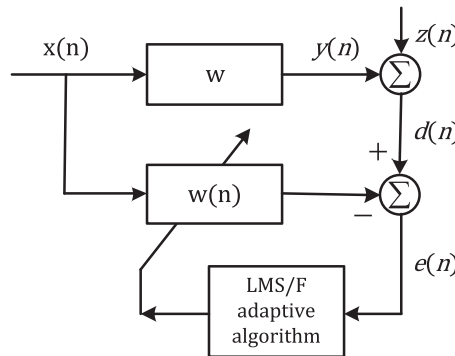 x(n)
w
y(n)
z(n)
Σ
d(n)
+
w(n)
−
Σ
e(n)
LMS/F
adaptive
algorithm